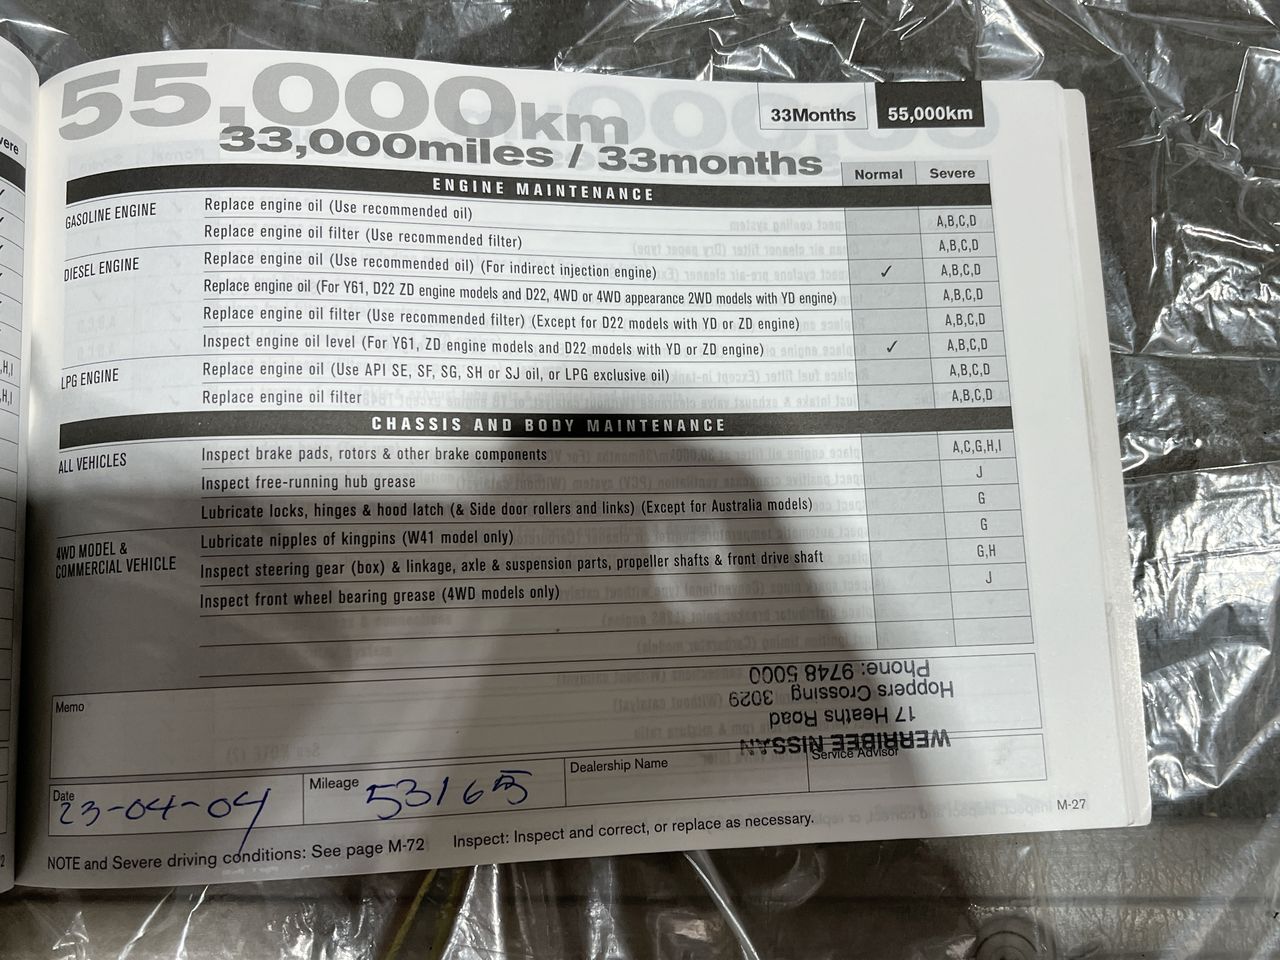 55,000km
33,000miles / 33months
33Months 55,000km
Normal Severe
ENGINE MAINTENANCE
GASOLINE ENGINE Replace engine oil (Use recommended oil) A,B,C,D
Replace engine oil filter (Use recommended filter) A,B,C,D
DIESEL ENGINE Replace engine oil (Use recommended oil) (For indirect injection engine) ✓ A,B,C,D
Replace engine oil (For Y61, D22 ZD engine models and D22, 4WD or 4WD appearance 2WD models with YD engine) A,B,C,D
Replace engine oil filter (Use recommended filter) (Except for D22 models with YD or ZD engine) A,B,C,D
Inspect engine oil level (For Y61, ZD engine models and D22 models with YD or ZD engine) ✓ A,B,C,D
LPG ENGINE Replace engine oil (Use API SE, SF, SG, SH or SJ oil, or LPG exclusive oil) A,B,C,D
Replace engine oil filter A,B,C,D
CHASSIS AND BODY MAINTENANCE
ALL VEHICLES Inspect brake pads, rotors & other brake components A,C,G,H,I
Inspect free-running hub grease J
Lubricate locks, hinges & hood latch (& Side door rollers and links) (Except for Australia models) G
4WD MODEL & COMMERCIAL VEHICLE Lubricate nipples of kingpins (W41 model only) G
Inspect steering gear (box) & linkage, axle & suspension parts, propeller shafts & front drive shaft G,H
Inspect front wheel bearing grease (4WD models only) J
Memo
WERRIBEE NISSAN
17 Heaths Road
Hoppers Crossing 3029
Phone: 9748 5000
Date 23-04-04 Mileage 53165 Dealership Name Service Advisor
NOTE and Severe driving conditions: See page M-72 Inspect: Inspect and correct, or replace as necessary.
M-27